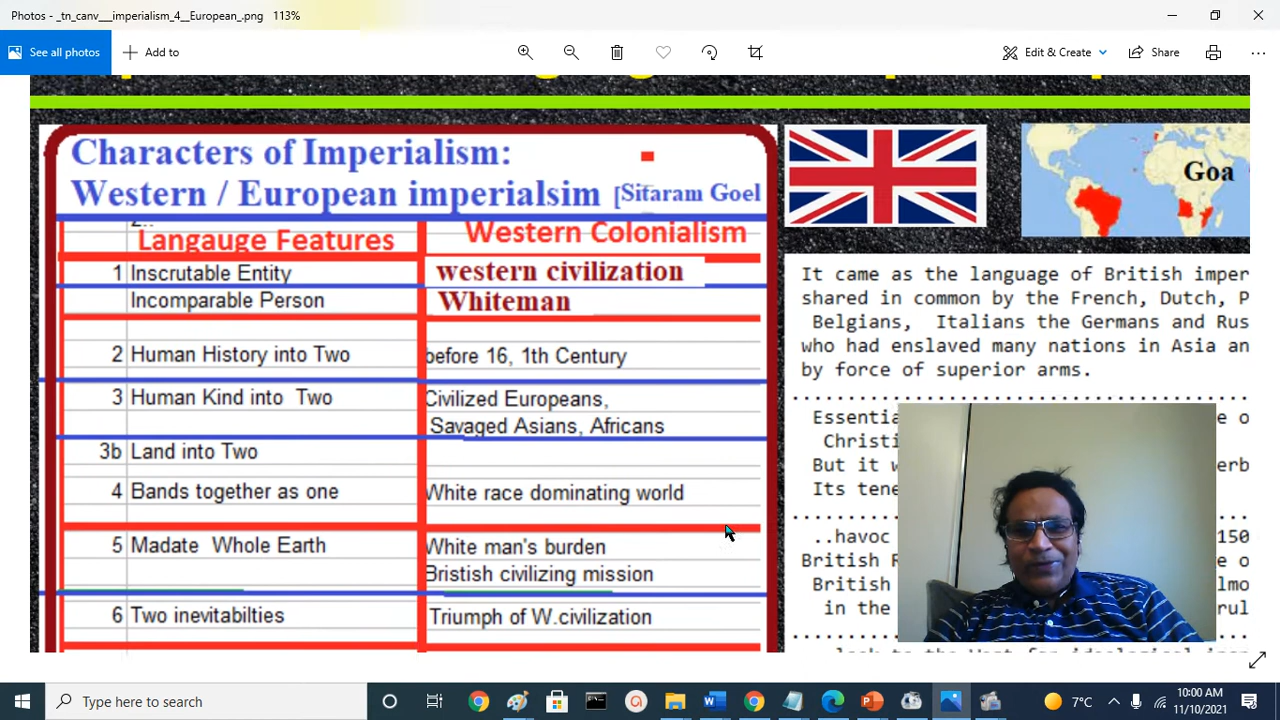 Photos - _tn_canv___imperialism_4__European_.png   113%
See all photos
Add to
Edit & Create
Share
Characters of Imperialism:
Western / European imperialsim [Sitaram Goel
Langauge Features
Western Colonialism
1 Inscrutable Entity
western civilization
Incomparable Person
Whiteman
2 Human History into Two
before 16, 1th Century
3 Human Kind into Two
Civilized Europeans,
Savaged Asians, Africans
3b Land into Two
4 Bands together as one
White race dominating world
5 Madate Whole Earth
White man's burden
Bristish civilizing mission
6 Two inevitabilties
Triumph of W.civilization
Goa
It came as the language of British imper
shared in common by the French, Dutch, P
Belgians, Italians the Germans and Rus
who had enslaved many nations in Asia an
by force of superior arms.
Essentia
Christi
But it w
Its tene
..havoc
150
British R
British
in the
rul
Type here to search
7°C
10:00 AM
11/10/2021